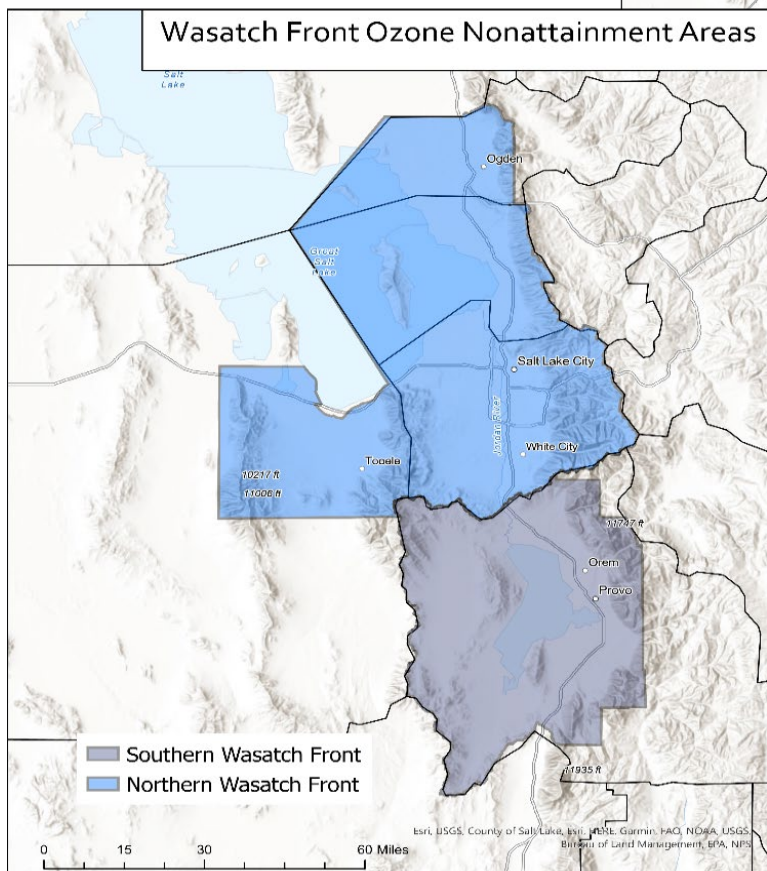 Wasatch Front Ozone Nonattainment Areas
Salt
Lake
Ogden
Great
Salt
Lake
Salt Lake City
Jordan River
White City
Tooele
10217 ft
11006 ft
11747 ft
Orem
Provo
Southern Wasatch Front
Northern Wasatch Front
11935 ft
Esri, USGS, County of Salt Lake, Esri, HERE, Garmin, FAO, NOAA, USGS,
Bureau of Land Management, EPA, NPS
0 15 30 60 Miles